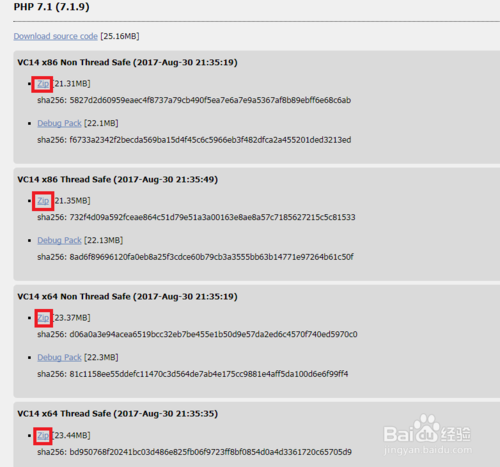 PHP 7.1 (7.1.9)
Download source code [25.16MB]
VC14 x86 Non Thread Safe (2017-Aug-30 21:35:19)
Zip [21.31MB]
sha256: 5827d2d60959eaec4f8737a79cb490f5ea7e6a7e9a5367af8b89ebff6e68c6ab
Debug Pack [22.1MB]
sha256: f6733a2342f2becda569ba15d4f45c6c5966eb3f482dfca2a455201ded3213ed
VC14 x86 Thread Safe (2017-Aug-30 21:35:49)
Zip [21.35MB]
sha256: 732f4d09a592fceae864c51d79e51a3a00163e8ae8a57c7185627215c5c81533
Debug Pack [22.13MB]
sha256: 8ad6f89696120fa0eb8a25f3cdce60b79cb3a3555bb63b14771e97264b61c50f
VC14 x64 Non Thread Safe (2017-Aug-30 21:35:19)
Zip [23.37MB]
sha256: d06a0a3e94acea6519bcc32eb7be455e1b50d9e57da2ed6c4570f740ed5970c0
Debug Pack [22.3MB]
sha256: 81c1158ee55ddefc11470c3d564de7ab4e175cc9881e4aff5da100d6e6f99ff4
VC14 x64 Thread Safe (2017-Aug-30 21:35:35)
Zip [23.44MB]
sha256: bd950768f20241bc03d486e825fb06f9723ff8bf0854d0a4d3361720c65705d9
Baidu 经验
jingyan.baidu.com